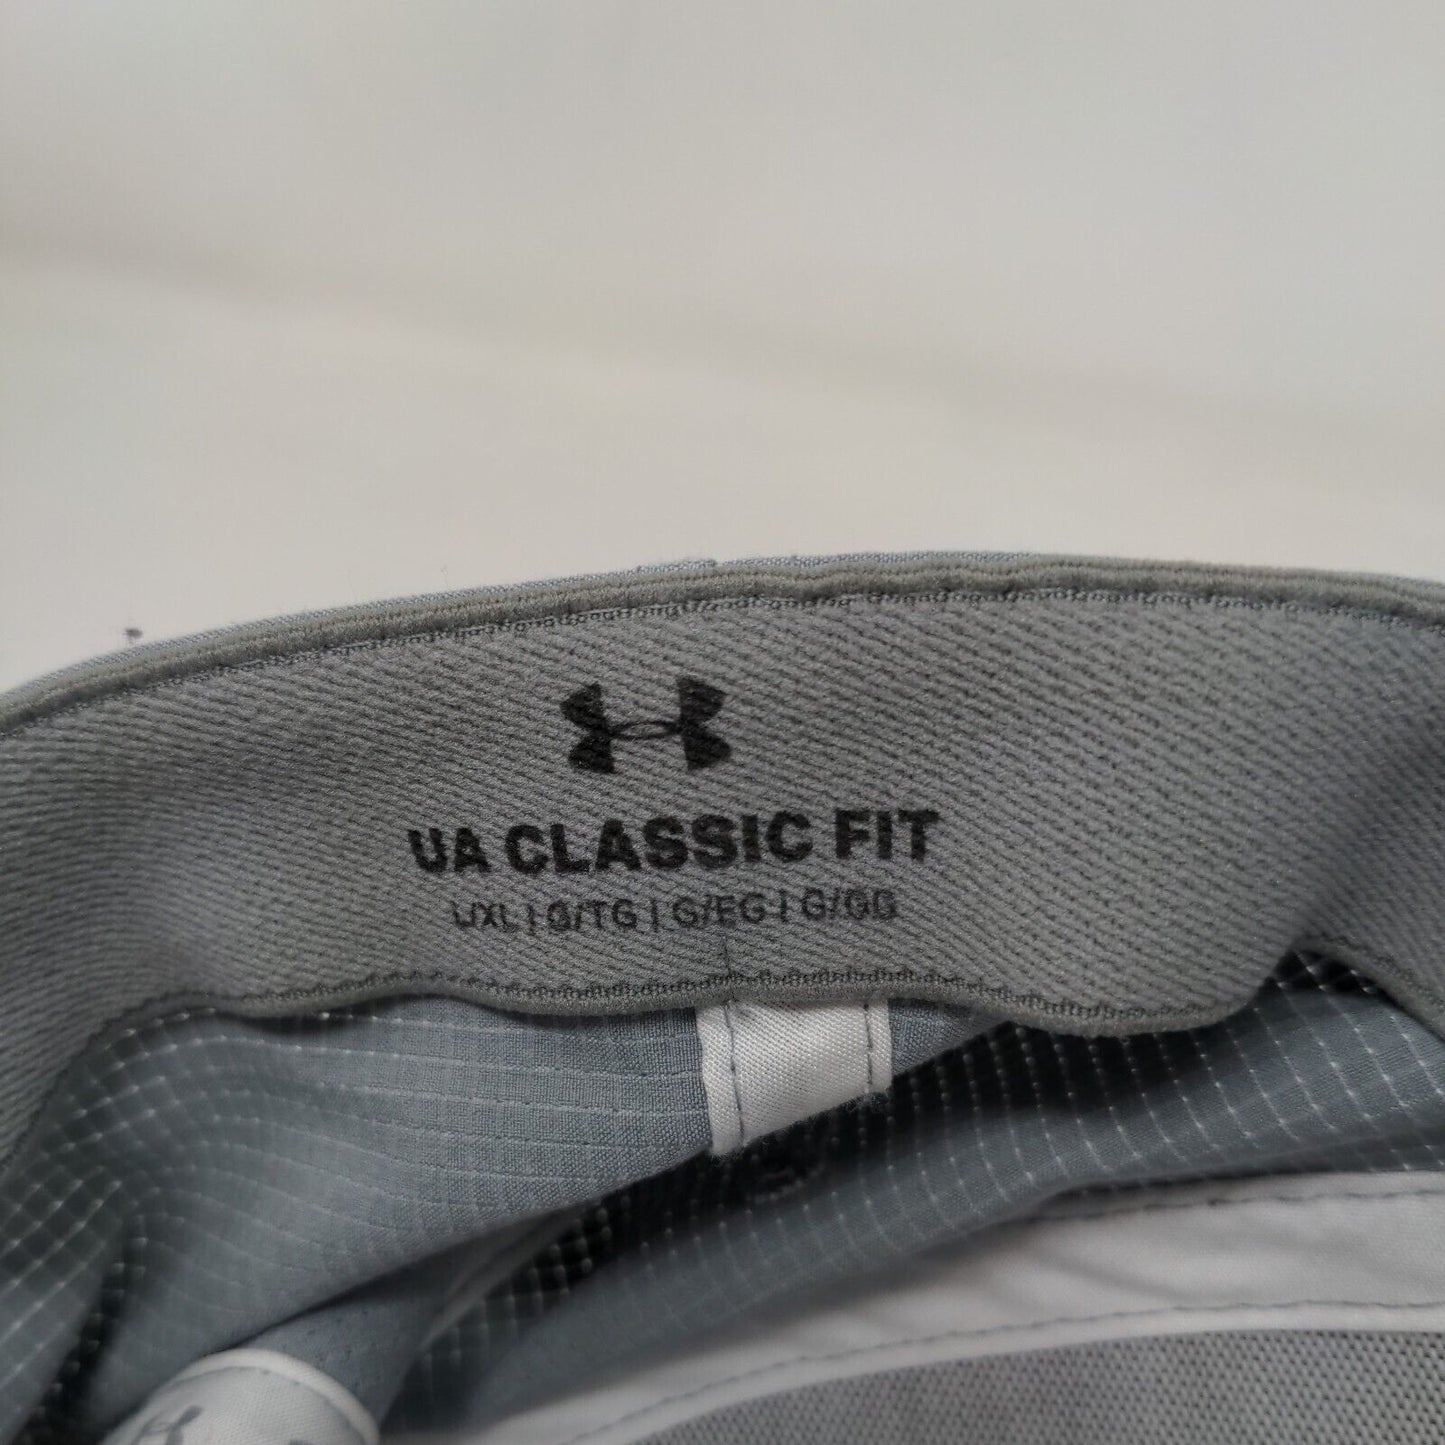 UA CLASSIC FIT
L/XL | G/TG | G/EG | G/GG